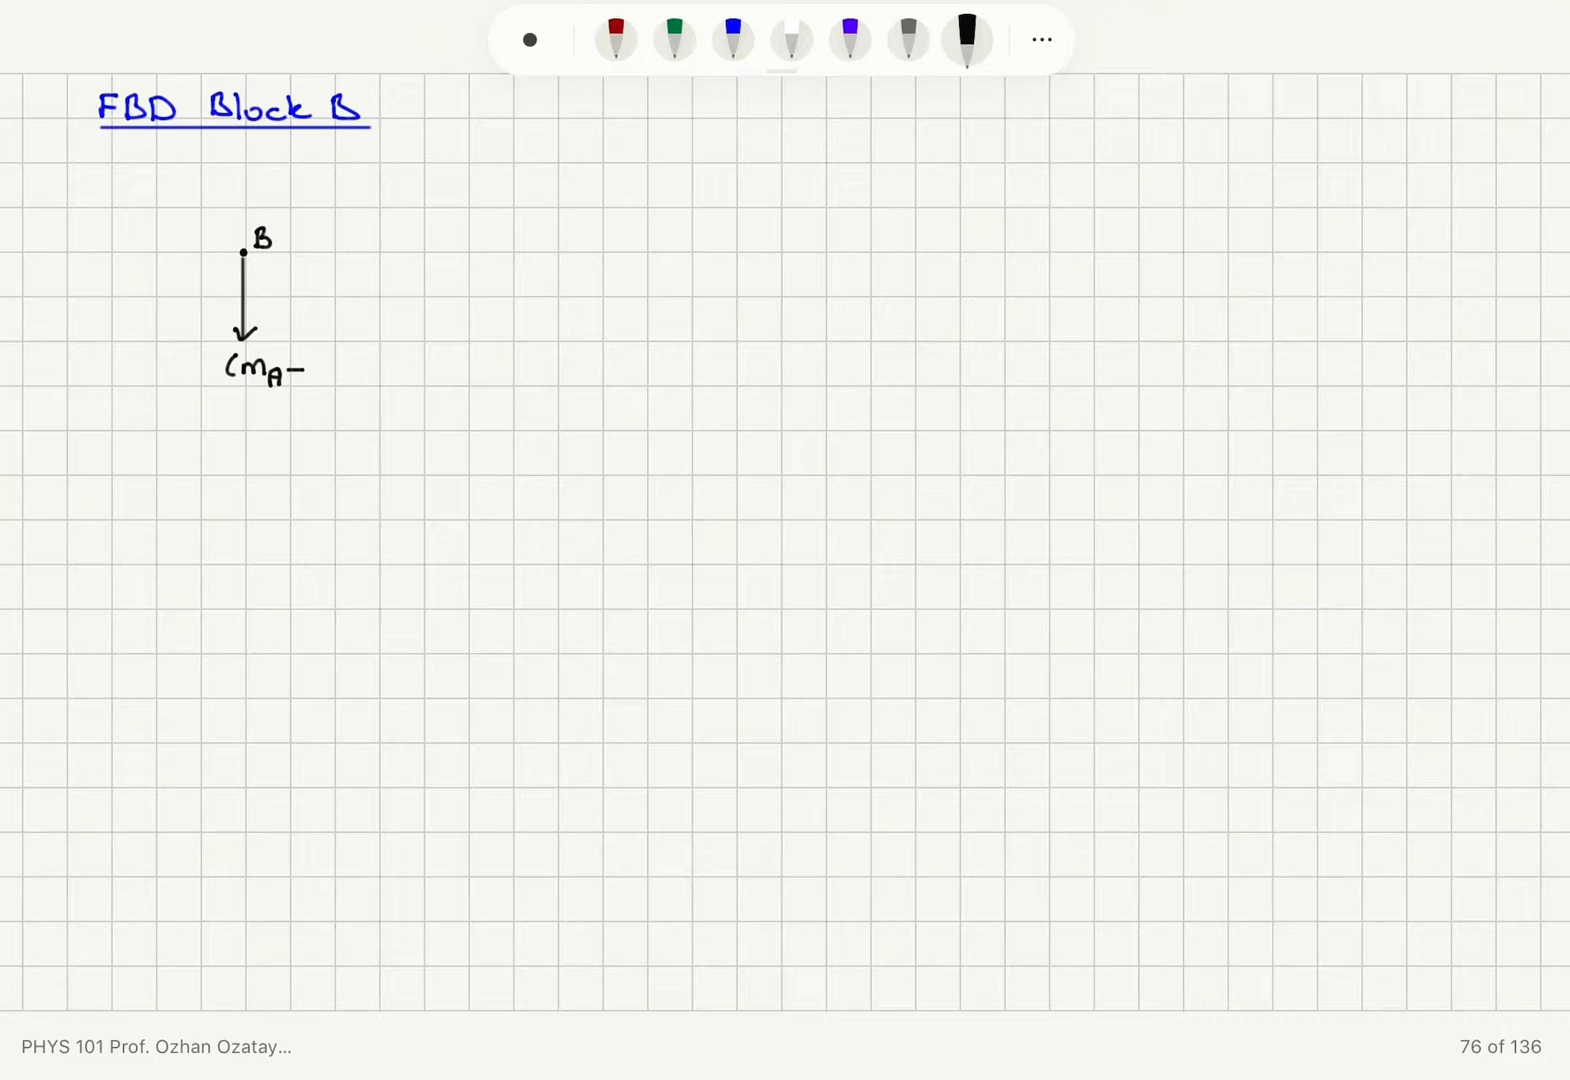 FBD Block B
B
(mA-
PHYS 101 Prof. Ozhan Ozatay...
76 of 136